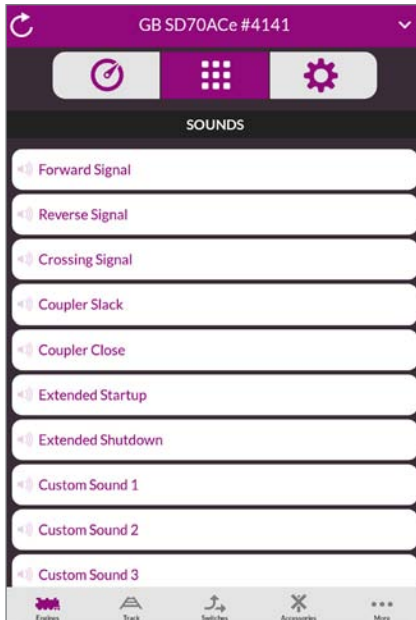 GB SD70ACe #4141
SOUNDS
Forward Signal
Reverse Signal
Crossing Signal
Coupler Slack
Coupler Close
Extended Startup
Extended Shutdown
Custom Sound 1
Custom Sound 2
Custom Sound 3
Engines Track Switches Accessories More